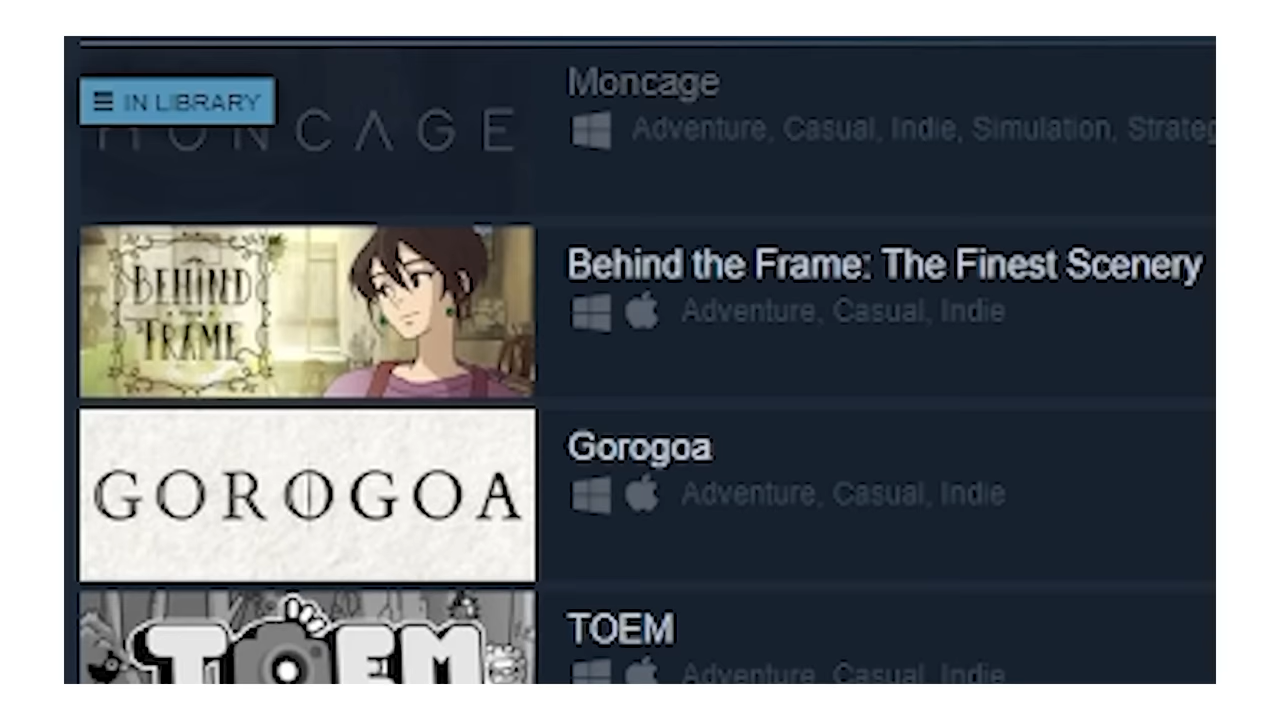 IN LIBRARY
MONCAGE
Moncage
Adventure, Casual, Indie, Simulation, Strateg
BEHIND
FRAME
Behind the Frame: The Finest Scenery
Adventure, Casual, Indie
GOROGOA
Gorogoa
Adventure, Casual, Indie
TOEM
TOEM
Adventure, Casual, Indie